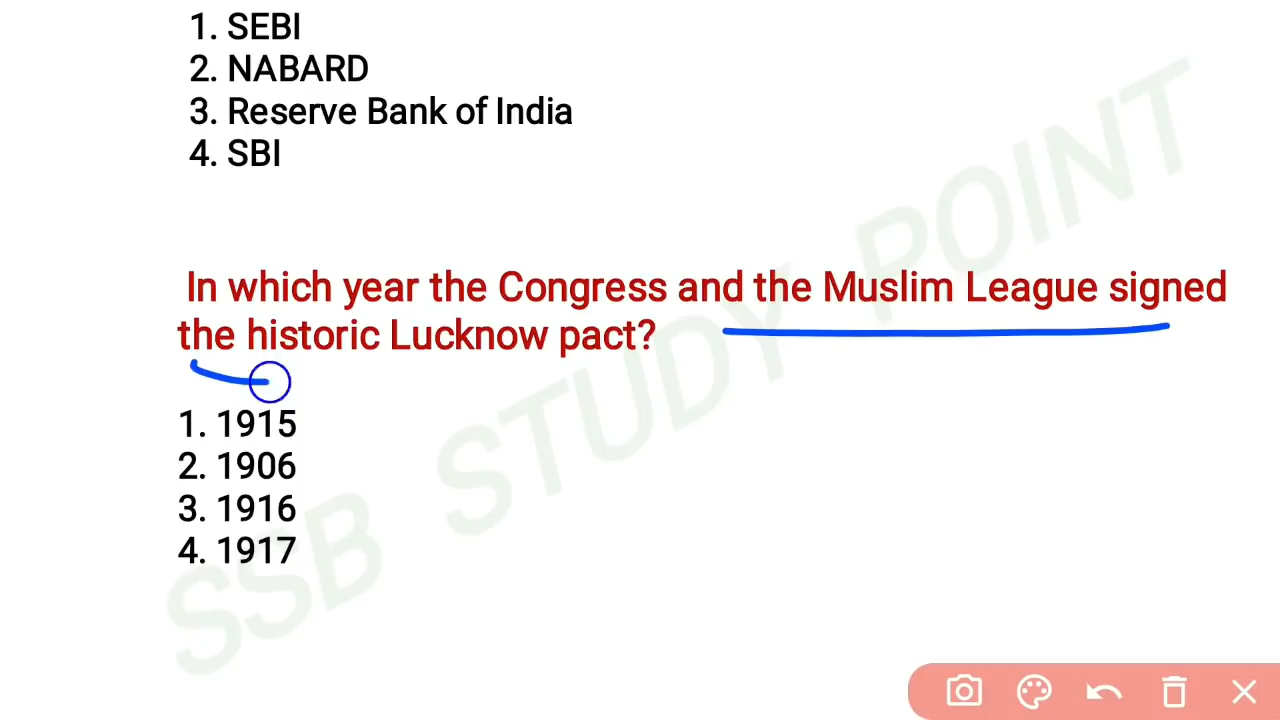 1. SEBI
2. NABARD
3. Reserve Bank of India
4. SBI
In which year the Congress and the Muslim League signed
the historic Lucknow pact?
1. 1915
2. 1906
3. 1916
4. 1917
SSB STUDY POINT